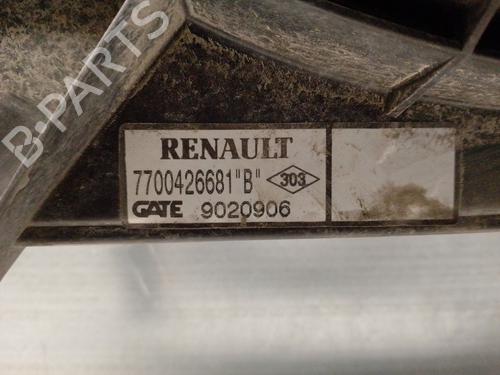 B-PARTS
RENAULT
7700426681"B" 303
GATE 9020906